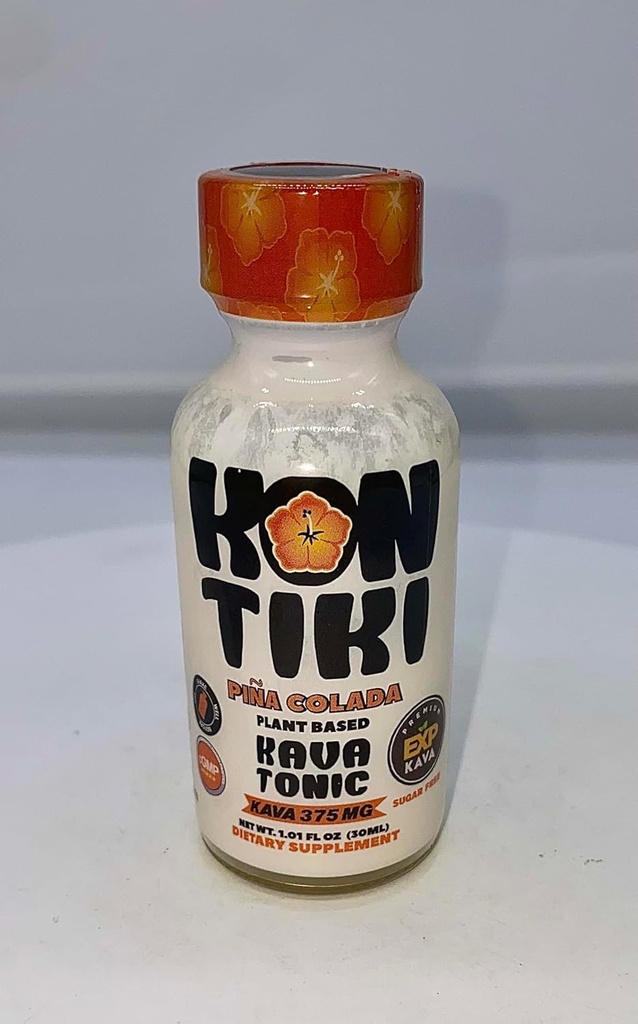 KON
TIKI
PIÑA COLADA
PLANT BASED
KAVA
TONIC
PREMIUM
EXP
KAVA
GMP
KAVA 375 MG
SUGAR FREE
NET WT. 1.01 FL OZ (30ML)
DIETARY SUPPLEMENT